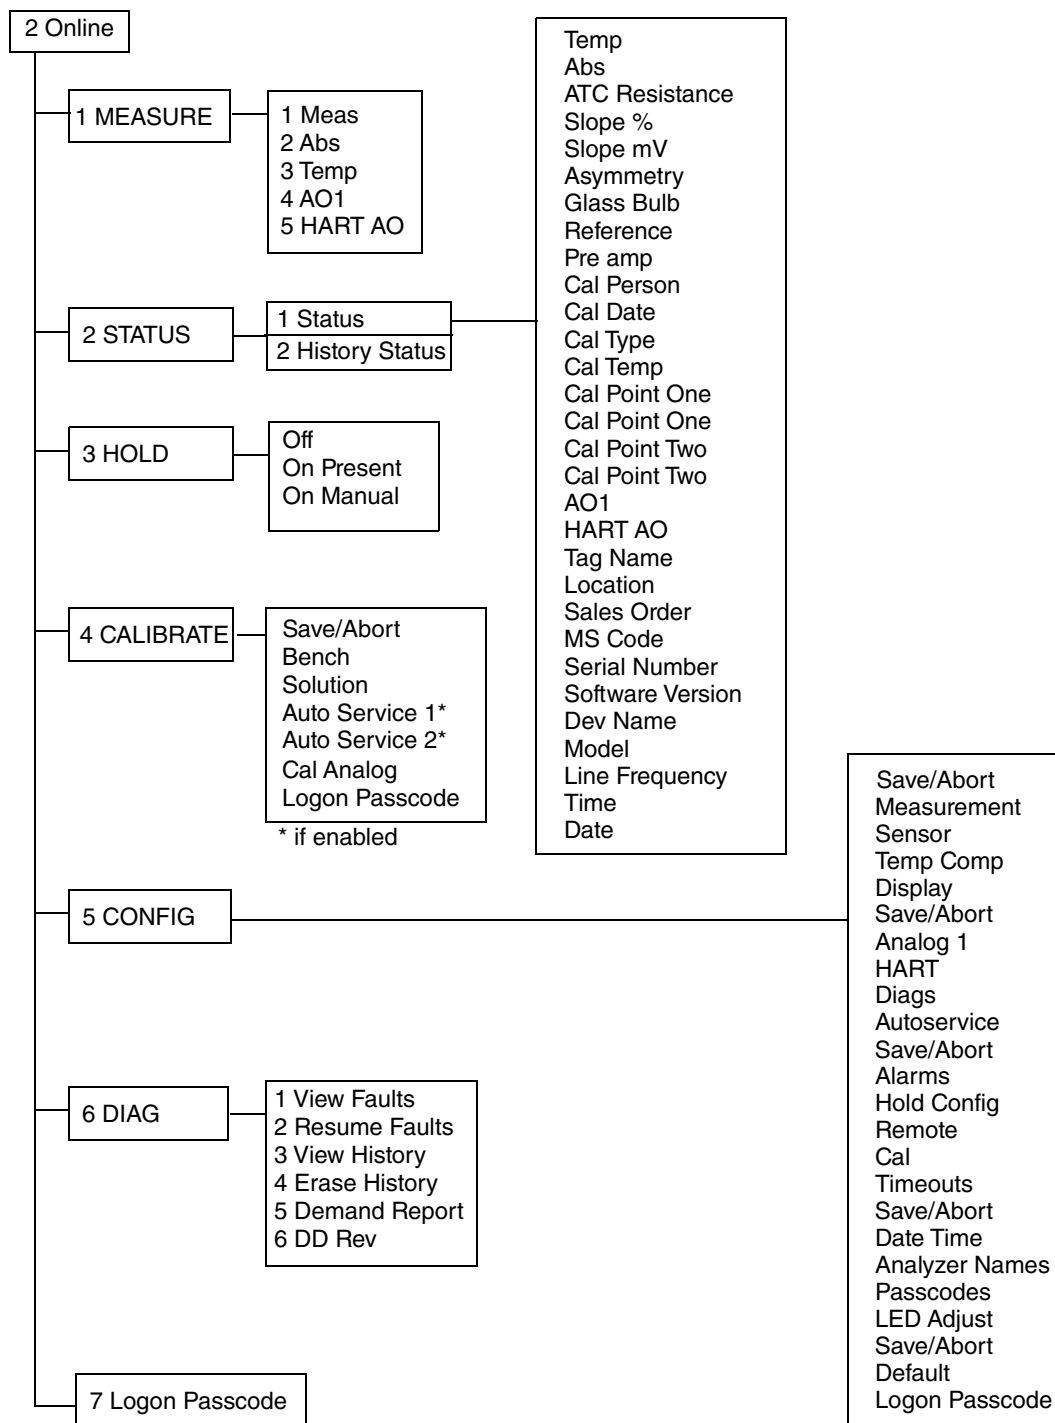 2 Online
1 MEASURE
1 Meas
2 Abs
3 Temp
4 AO1
5 HART AO
2 STATUS
1 Status
2 History Status
Temp
Abs
ATC Resistance
Slope %
Slope mV
Asymmetry
Glass Bulb
Reference
Pre amp
Cal Person
Cal Date
Cal Type
Cal Temp
Cal Point One
Cal Point One
Cal Point Two
Cal Point Two
AO1
HART AO
Tag Name
Location
Sales Order
MS Code
Serial Number
Software Version
Dev Name
Model
Line Frequency
Time
Date
3 HOLD
Off
On Present
On Manual
4 CALIBRATE
Save/Abort
Bench
Solution
Auto Service 1*
Auto Service 2*
Cal Analog
Logon Passcode
* if enabled
5 CONFIG
Save/Abort
Measurement
Sensor
Temp Comp
Display
Save/Abort
Analog 1
HART
Diags
Autoservice
Save/Abort
Alarms
Hold Config
Remote
Cal
Timeouts
Save/Abort
Date Time
Analyzer Names
Passcodes
LED Adjust
Save/Abort
Default
Logon Passcode
6 DIAG
1 View Faults
2 Resume Faults
3 View History
4 Erase History
5 Demand Report
6 DD Rev
7 Logon Passcode